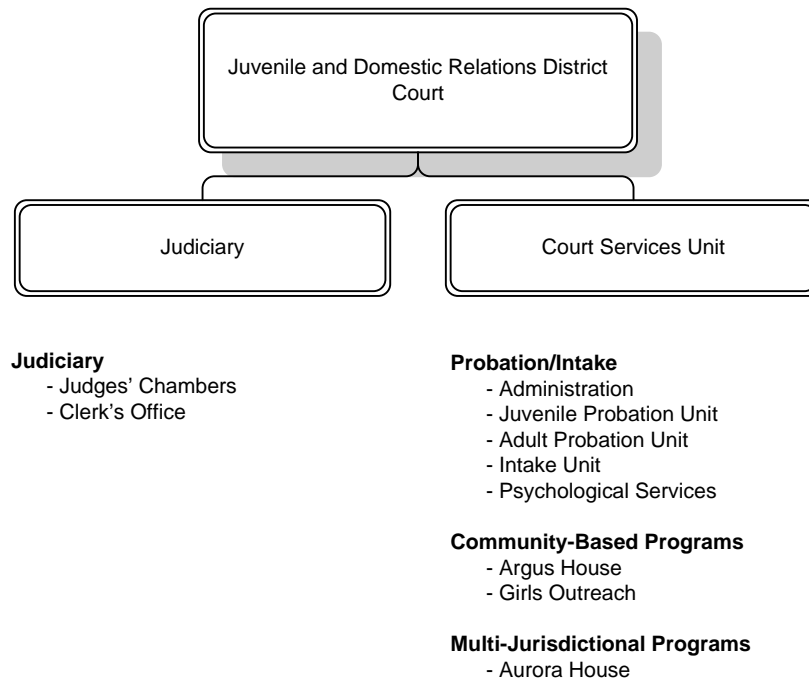 Juvenile and Domestic Relations District
Court
Judiciary
Court Services Unit
Judiciary
- Judges’ Chambers
- Clerk’s Office
Probation/Intake
- Administration
- Juvenile Probation Unit
- Adult Probation Unit
- Intake Unit
- Psychological Services
Community-Based Programs
- Argus House
- Girls Outreach
Multi-Jurisdictional Programs
- Aurora House